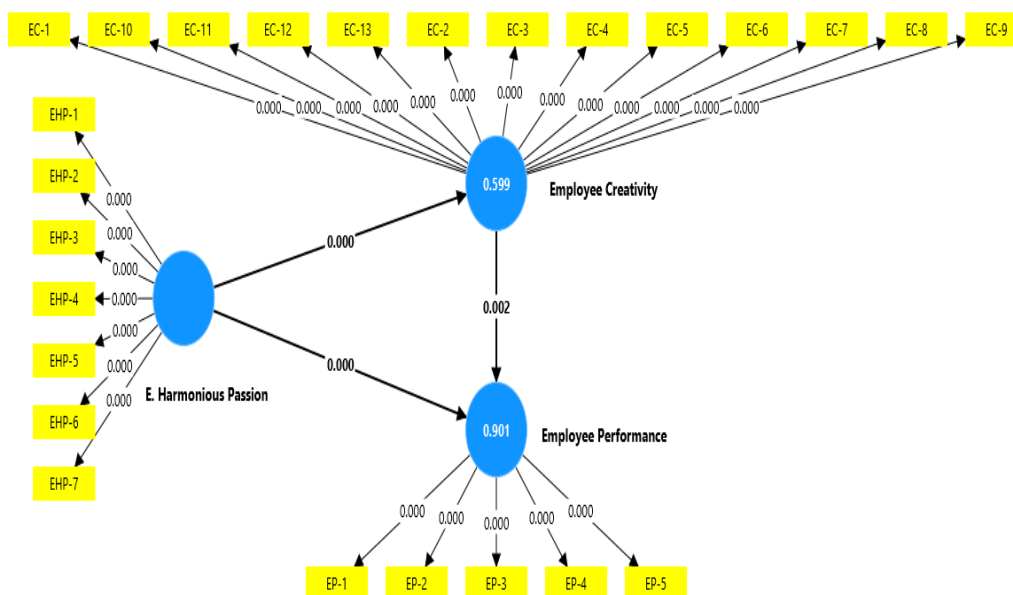 EC-1 EC-10 EC-11 EC-12 EC-13 EC-2 EC-3 EC-4 EC-5 EC-6 EC-7 EC-8 EC-9
0.000 0.000 0.000 0.000 0.000 0.000 0.000 0.000 0.000 0.000 0.000 0.000 0.000
EHP-1
EHP-2
EHP-3
EHP-4
EHP-5
EHP-6
EHP-7
0.000
0.000
0.000
0.000
0.000
0.000
0.000
E. Harmonious Passion
0.000
0.000
0.599
Employee Creativity
0.002
0.901
Employee Performance
0.000 0.000 0.000 0.000 0.000
EP-1 EP-2 EP-3 EP-4 EP-5